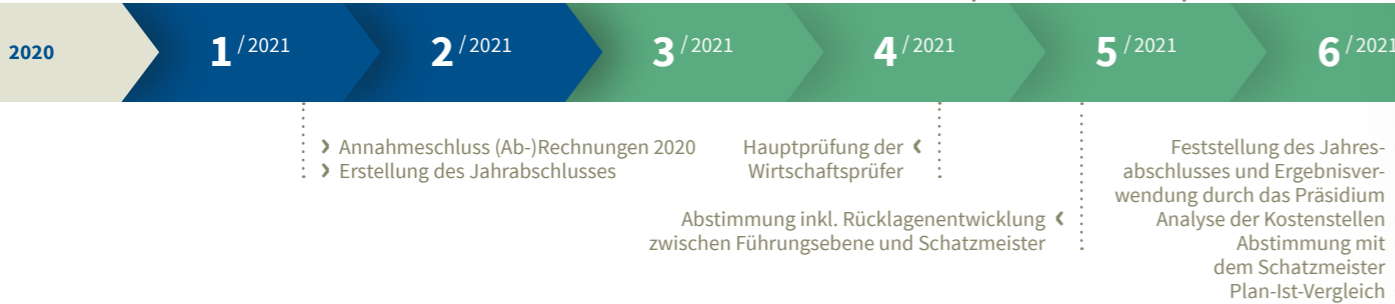 2020
1 / 2021
2 / 2021
3 / 2021
4 / 2021
5 / 2021
6 / 2021
› Annahmeschluss (Ab-)Rechnungen 2020
› Erstellung des Jahrabschlusses
Hauptprüfung der ‹
Wirtschaftsprüfer
Abstimmung inkl. Rücklagenentwicklung ‹
zwischen Führungsebene und Schatzmeister
Feststellung des Jahres-
abschlusses und Ergebnisver-
wendung durch das Präsidium
Analyse der Kostenstellen
Abstimmung mit
dem Schatzmeister
Plan-Ist-Vergleich